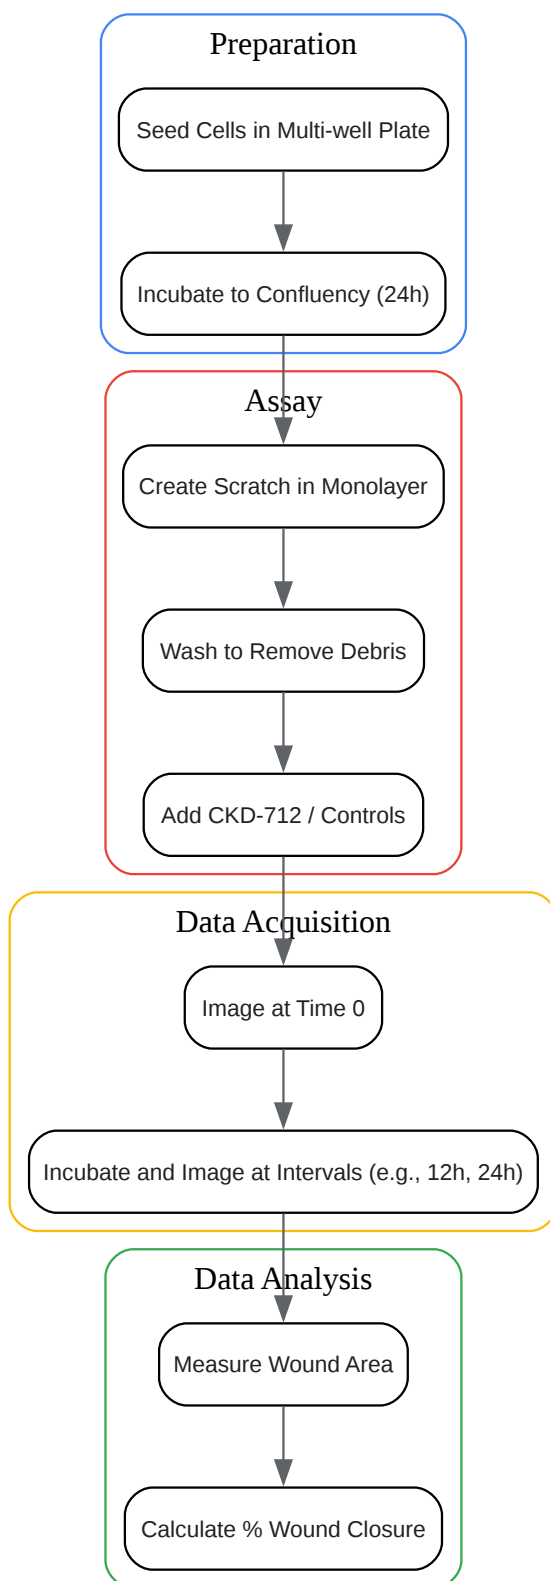 Preparation
Seed Cells in Multi-well Plate
Incubate to Confluency (24h)
Assay
Create Scratch in Monolayer
Wash to Remove Debris
Add CKD-712 / Controls
Data Acquisition
Image at Time 0
Incubate and Image at Intervals (e.g., 12h, 24h)
Data Analysis
Measure Wound Area
Calculate % Wound Closure